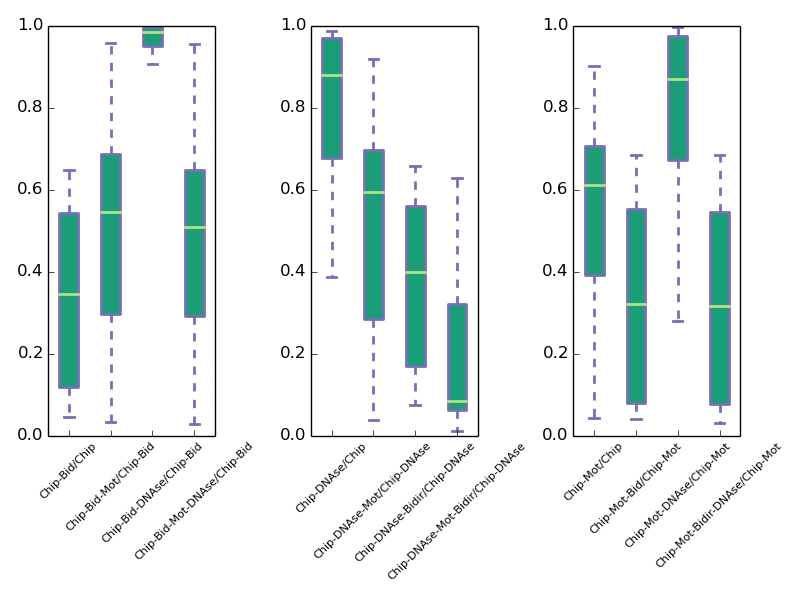 1.0
0.8
0.6
0.4
0.2
0.0
Chip-Bid/Chip
Chip-Bid-Mot/Chip-Bid
Chip-Bid-DNAse/Chip-Bid
Chip-Bid-Mot-DNAse/Chip-Bid
1.0
0.8
0.6
0.4
0.2
0.0
Chip-DNAse/Chip
Chip-DNAse-Mot/Chip-DNAse
Chip-DNAse-Bidir/Chip-DNAse
Chip-DNAse-Mot-Bidir/Chip-DNAse
1.0
0.8
0.6
0.4
0.2
0.0
Chip-Mot/Chip
Chip-Mot-Bid/Chip-Mot
Chip-Mot-DNAse/Chip-Mot
Chip-Mot-Bidir-DNAse/Chip-Mot